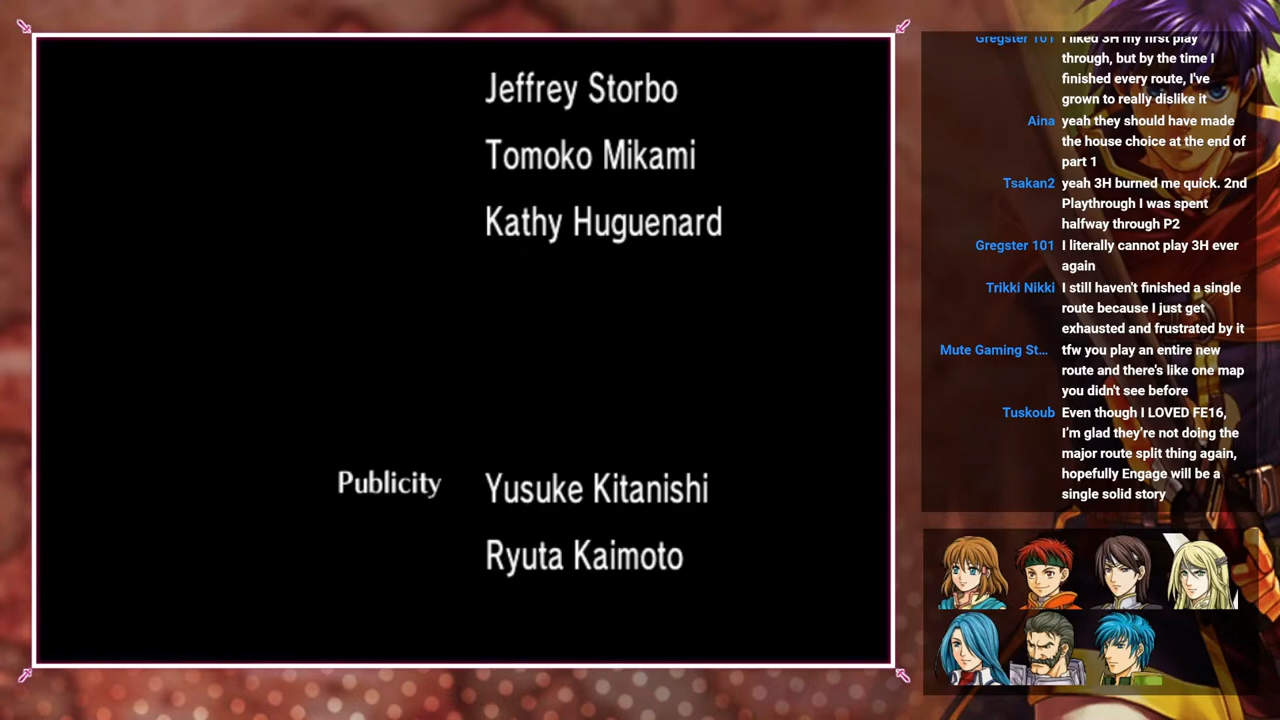 Jeffrey Storbo
Tomoko Mikami
Kathy Huguenard
Publicity Yusuke Kitanishi
Ryuta Kaimoto
Gregster 101 I liked 3H my first play
through, but by the time I
finished every route, I've
grown to really dislike it
Aina yeah they should have made
the house choice at the end of
part 1
Tsakan2 yeah 3H burned me quick. 2nd
Playthrough I was spent
halfway through P2
Gregster 101 I literally cannot play 3H ever
again
Trikki Nikki I still haven't finished a single
route because I just get
exhausted and frustrated by it
Mute Gaming St... tfw you play an entire new
route and there's like one map
you didn't see before
Tuskoub Even though I LOVED FE16,
I'm glad they're not doing the
major route split thing again,
hopefully Engage will be a
single solid story